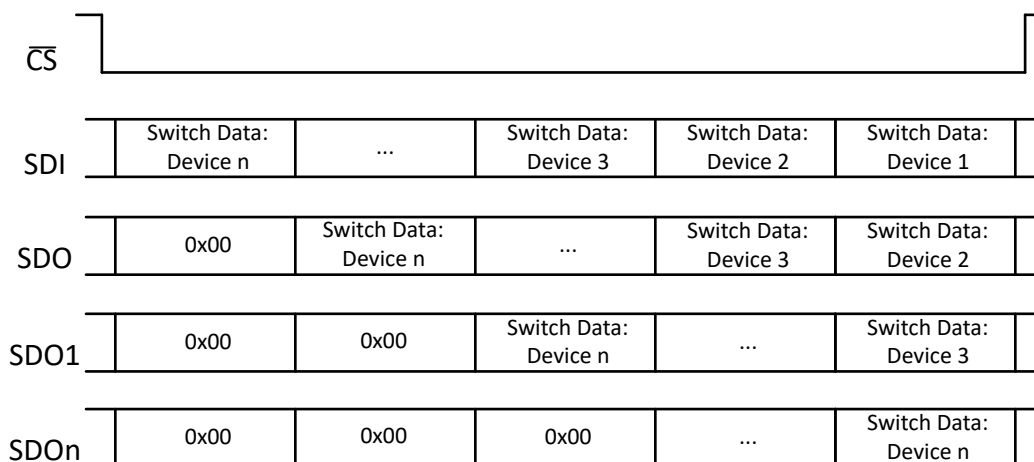 C̅S̅
SDI
Switch Data:
Device n
...
Switch Data:
Device 3
Switch Data:
Device 2
Switch Data:
Device 1
SDO
0x00
Switch Data:
Device n
...
Switch Data:
Device 3
Switch Data:
Device 2
SDO1
0x00
0x00
Switch Data:
Device n
...
Switch Data:
Device 3
SDOn
0x00
0x00
0x00
...
Switch Data:
Device n